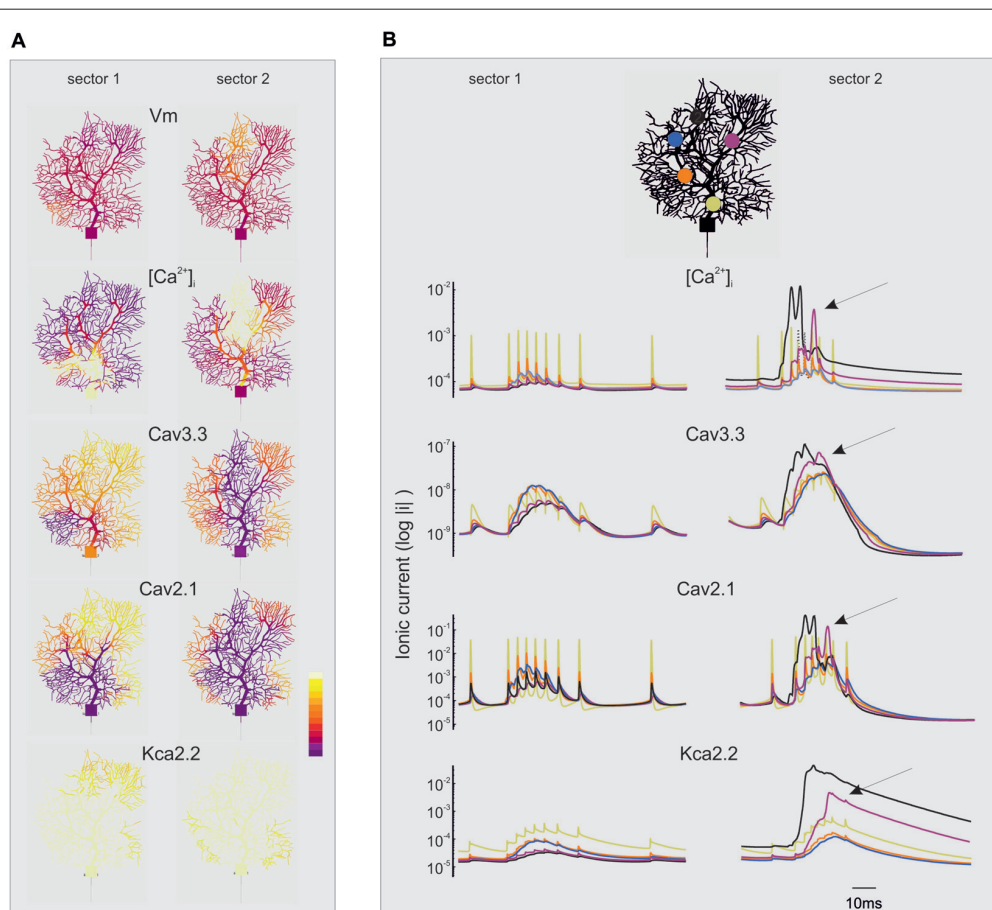 A
sector 1 sector 2
Vm
[Ca²⁺]ᵢ
Cav3.3
Cav2.1
Kca2.2
B
sector 1 sector 2
[Ca²⁺]ᵢ
10⁻²
10⁻³
10⁻⁴
Cav3.3
10⁻⁷
10⁻⁸
10⁻⁹
Ionic current (log |i| )
Cav2.1
10⁻¹
10⁻²
10⁻³
10⁻⁴
10⁻⁵
Kca2.2
10⁻²
10⁻³
10⁻⁴
10⁻⁵
10ms